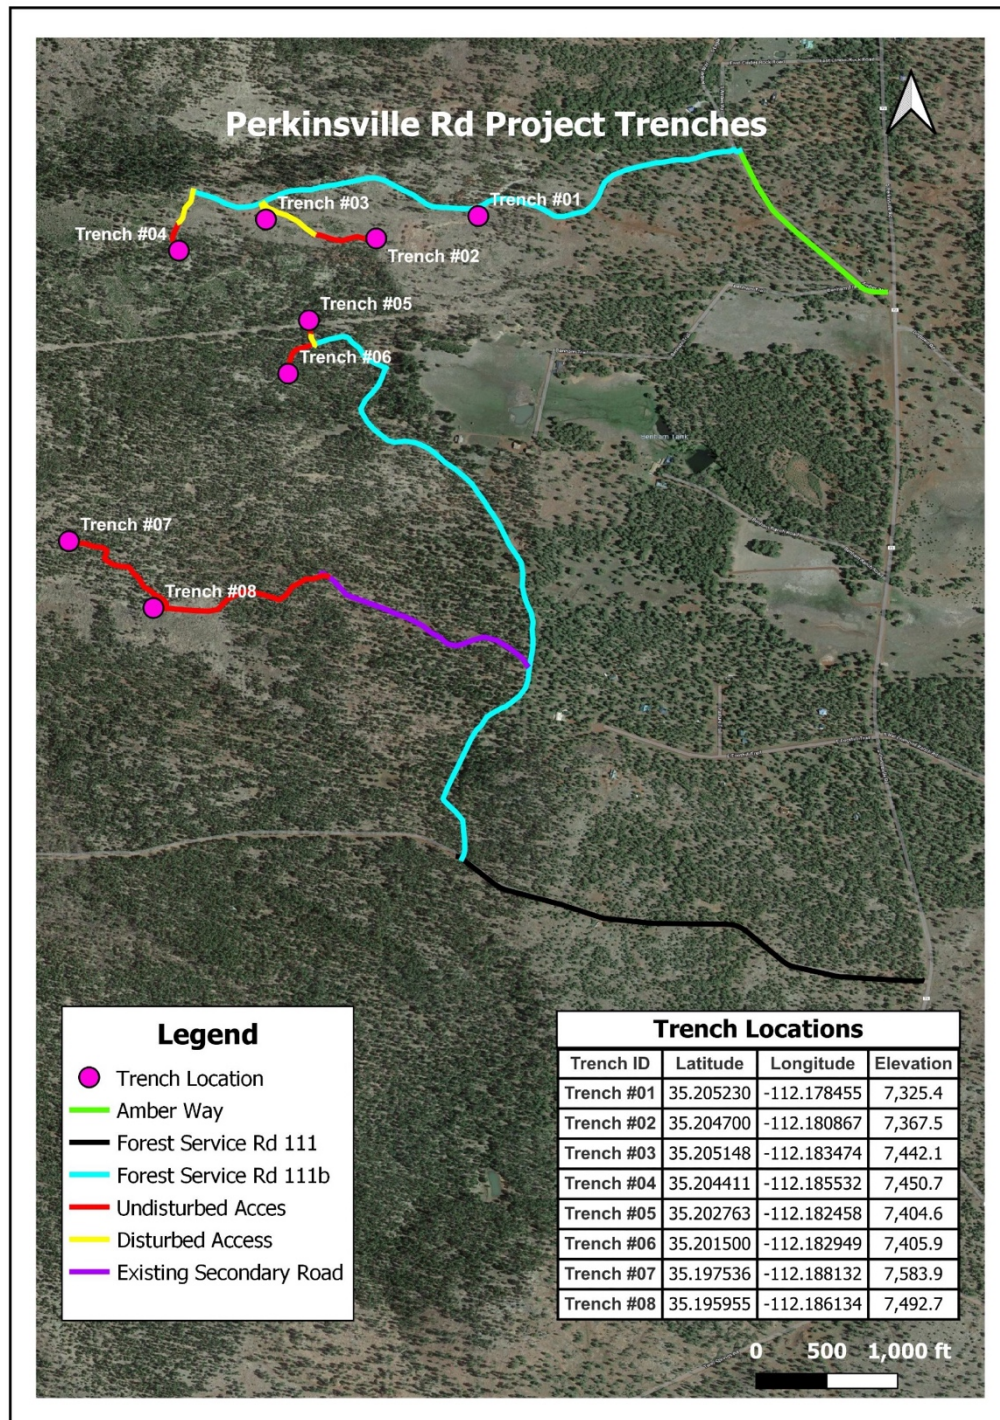 Perkinsville Rd Project Trenches
Trench #01
Trench #03
Trench #04
Trench #02
Trench #05
Trench #06
Trench #07
Trench #08
Legend
Trench Location
Amber Way
Forest Service Rd 111
Forest Service Rd 111b
Undisturbed Acces
Disturbed Access
Existing Secondary Road
Trench Locations
Trench ID Latitude Longitude Elevation
Trench #01 35.205230 -112.178455 7,325.4
Trench #02 35.204700 -112.180867 7,367.5
Trench #03 35.205148 -112.183474 7,442.1
Trench #04 35.204411 -112.185532 7,450.7
Trench #05 35.202763 -112.182458 7,404.6
Trench #06 35.201500 -112.182949 7,405.9
Trench #07 35.197536 -112.188132 7,583.9
Trench #08 35.195955 -112.186134 7,492.7
0 500 1,000 ft